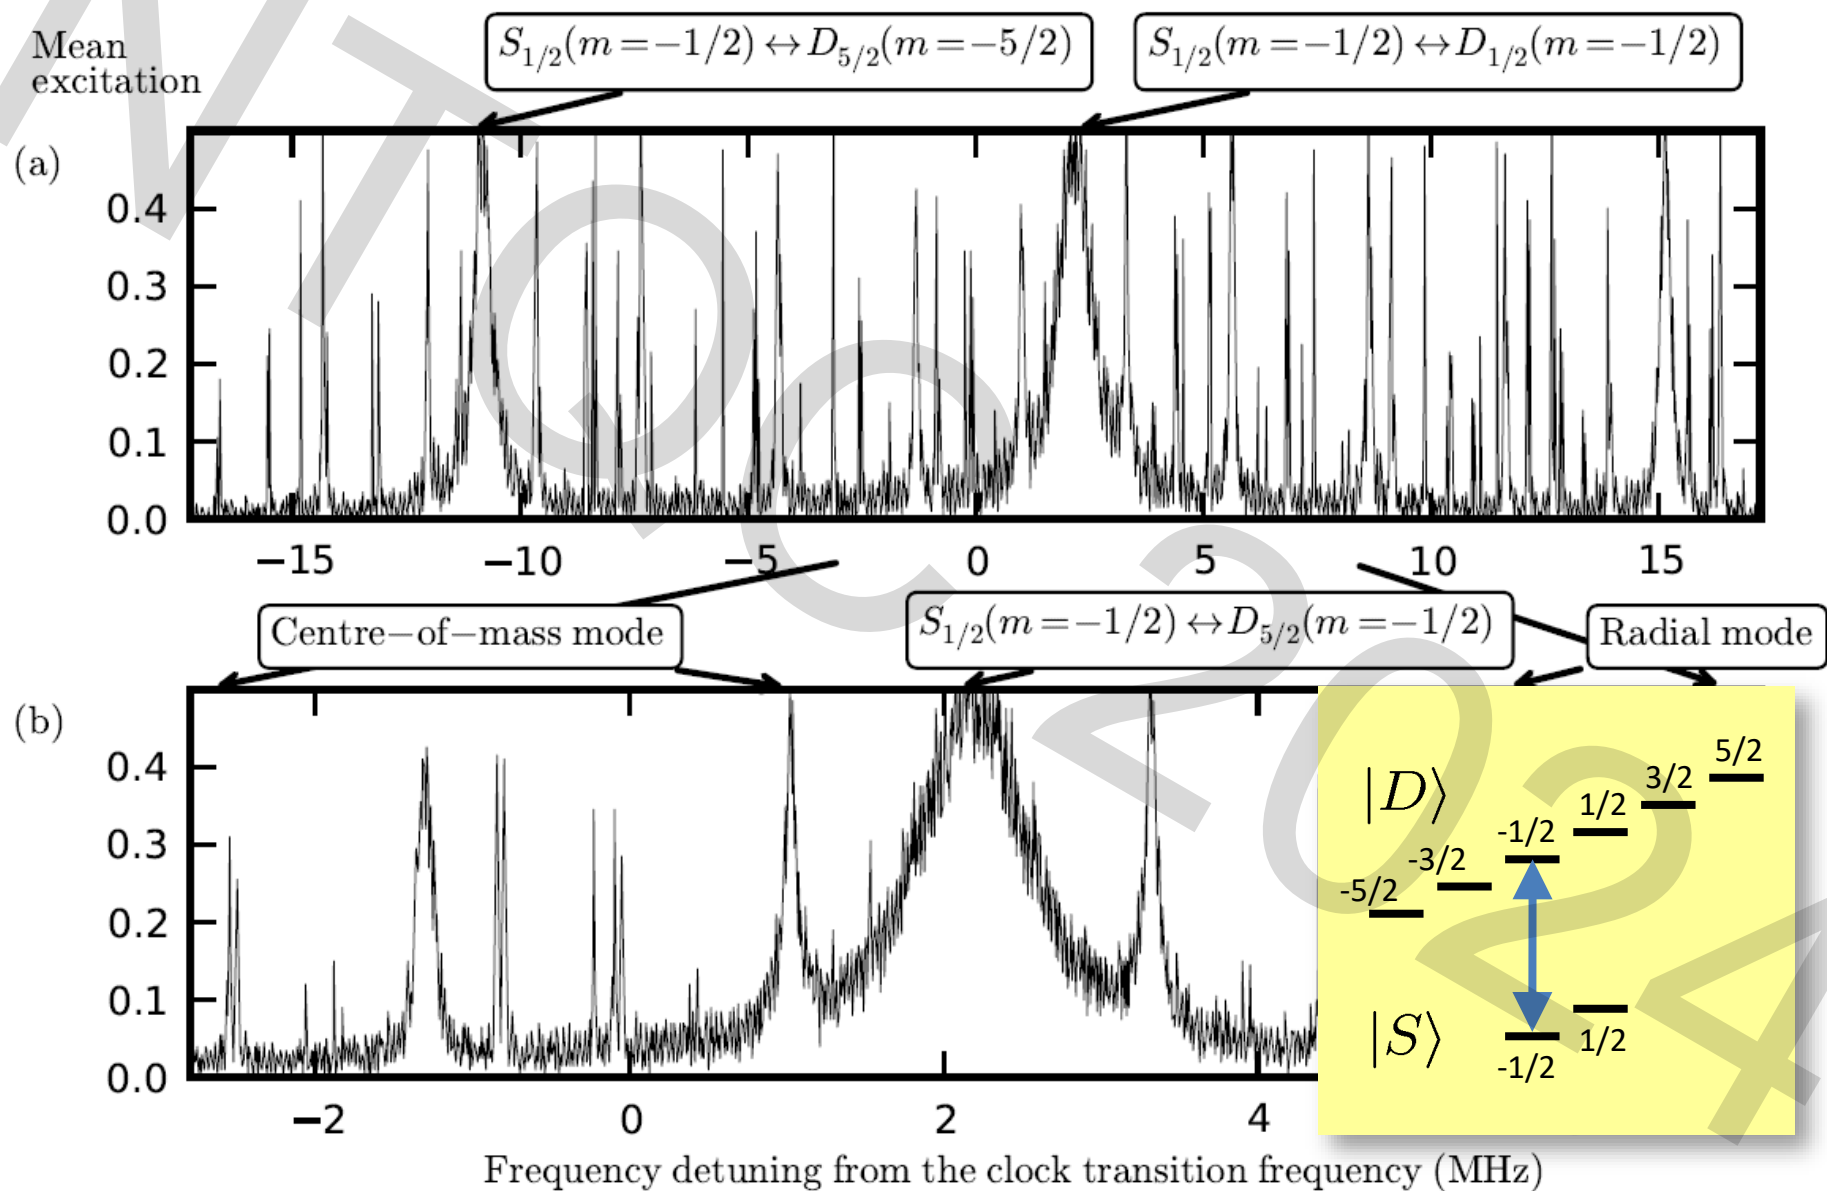 Mean
excitation
S1/2(m=−1/2)↔D5/2(m=−5/2)
S1/2(m=−1/2)↔D1/2(m=−1/2)
(a)
0.4
0.3
0.2
0.1
0.0
−15 −10 −5 0 5 10 15
Centre−of−mass mode
S1/2(m=−1/2)↔D5/2(m=−1/2)
Radial mode
(b)
0.4
0.3
0.2
0.1
0.0
−2 0 2 4
|D⟩
-5/2
-3/2
-1/2
1/2
3/2
5/2
|S⟩
-1/2
1/2
Frequency detuning from the clock transition frequency (MHz)
NTQC 2024